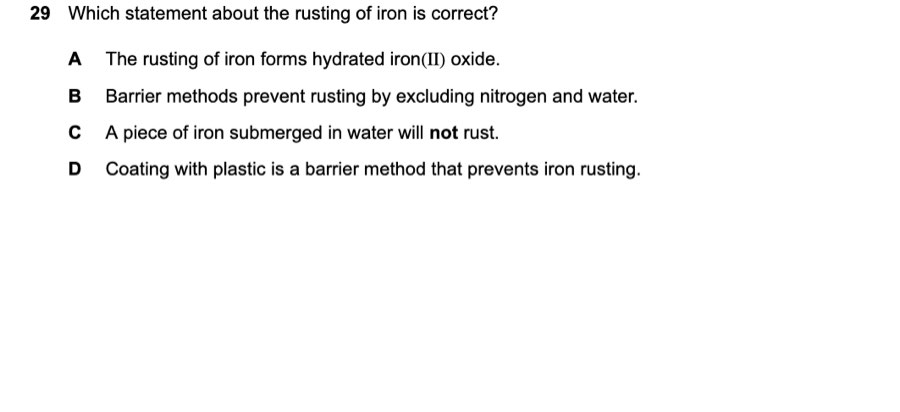 29 Which statement about the rusting of iron is correct?
A The rusting of iron forms hydrated iron(II) oxide.
B Barrier methods prevent rusting by excluding nitrogen and water.
C A piece of iron submerged in water will not rust.
D Coating with plastic is a barrier method that prevents iron rusting.